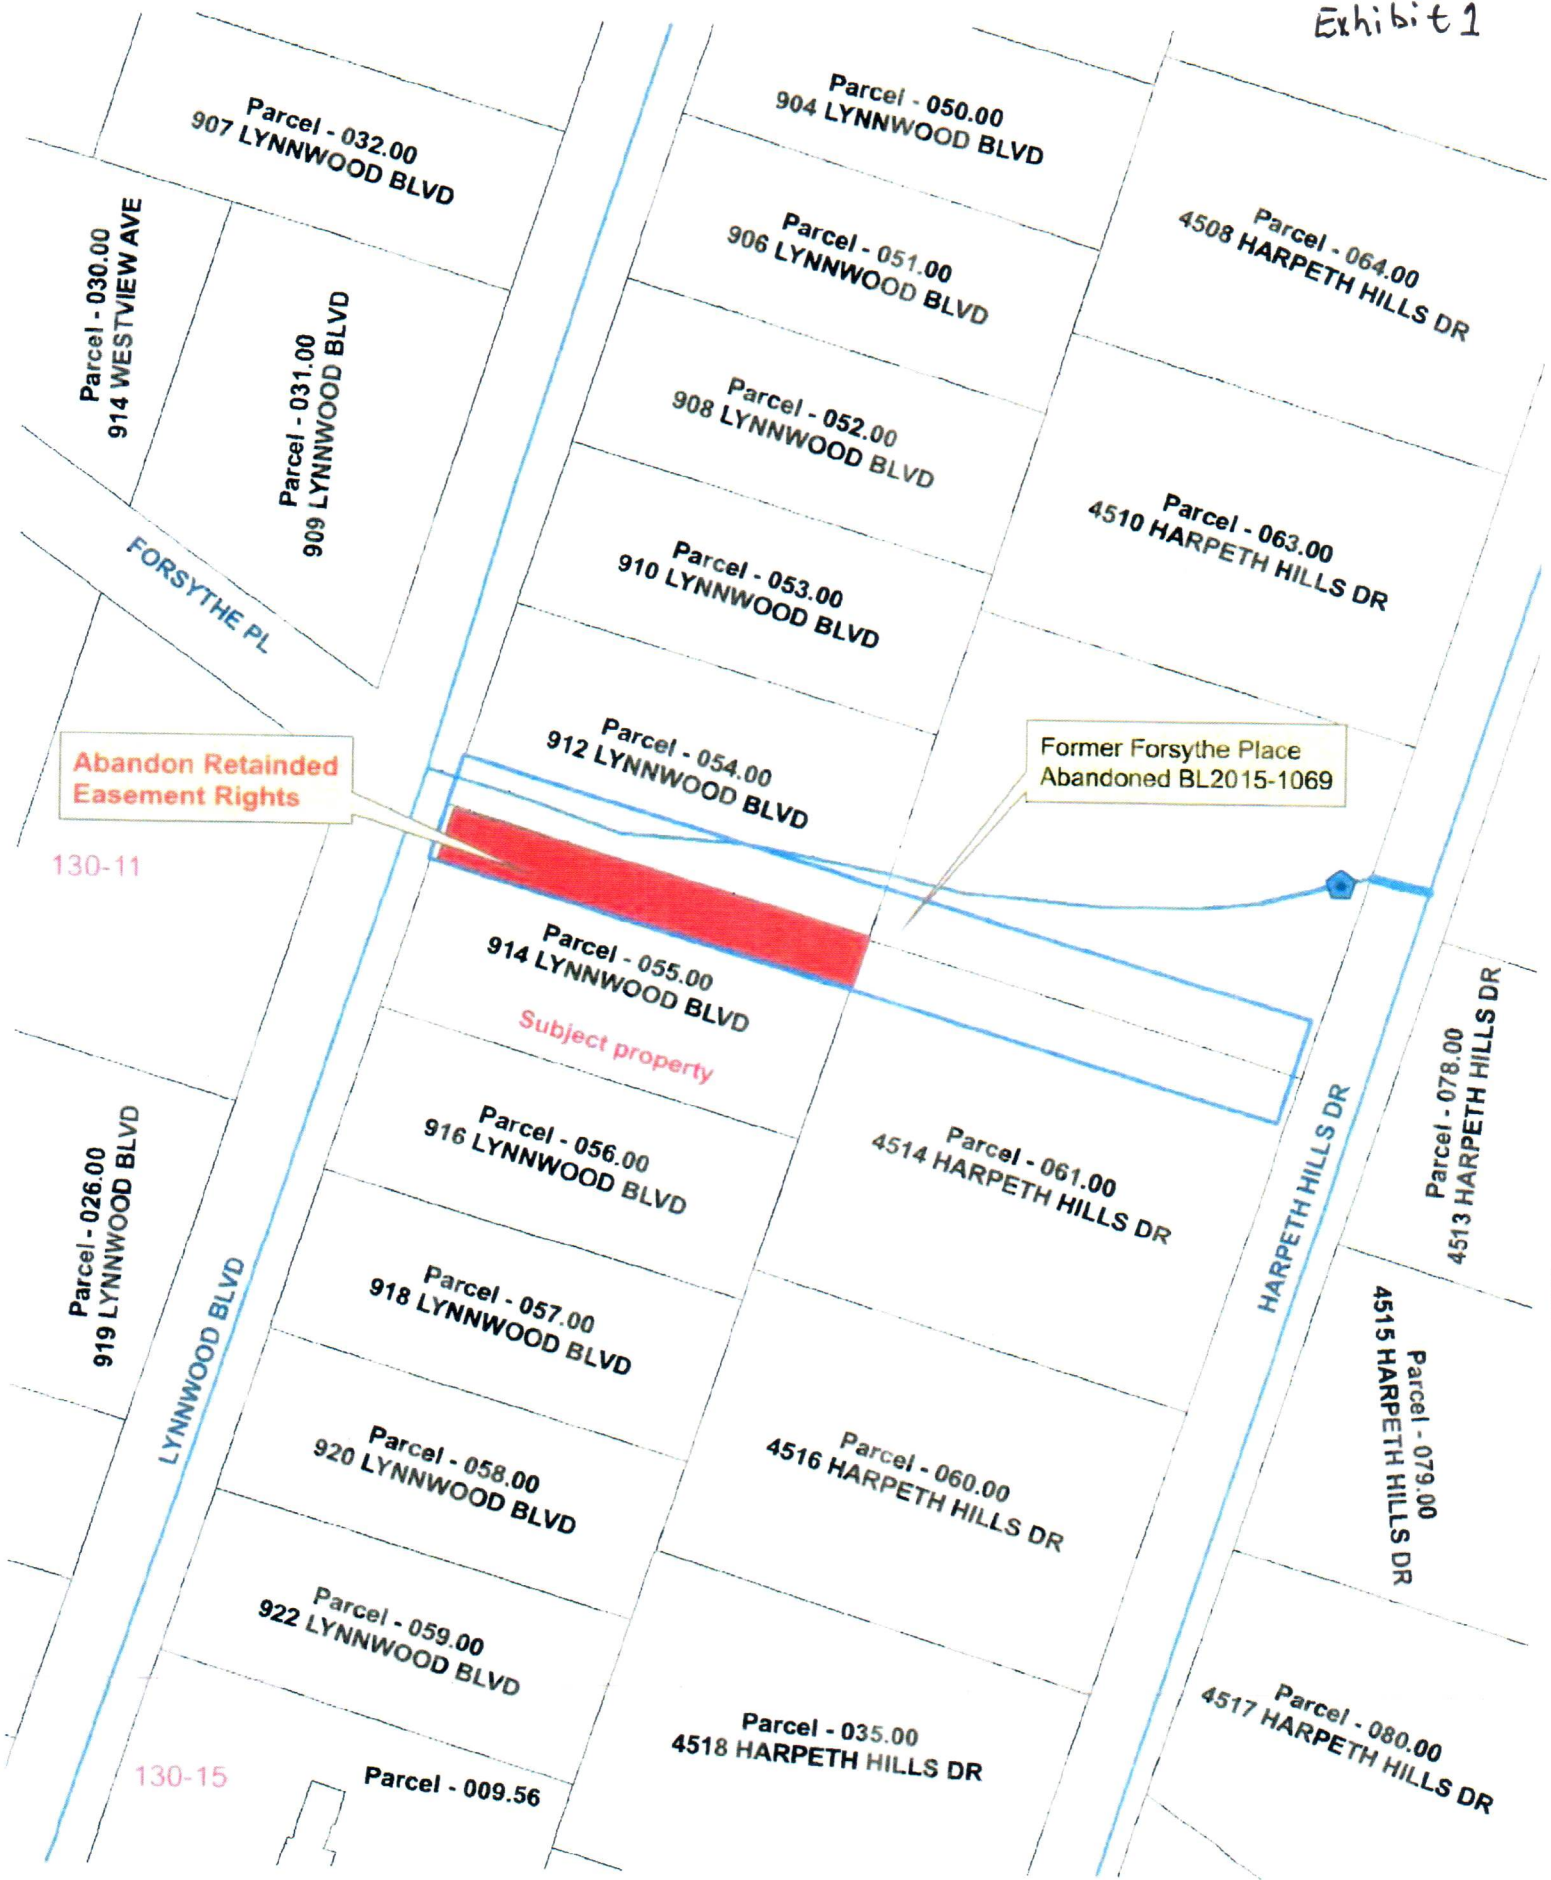 Exhibit 1
Parcel - 050.00
904 LYNNWOOD BLVD
Parcel - 032.00
907 LYNNWOOD BLVD
Parcel - 051.00
906 LYNNWOOD BLVD
Parcel - 064.00
4508 HARPETH HILLS DR
Parcel - 030.00
914 WESTVIEW AVE
Parcel - 031.00
909 LYNNWOOD BLVD
Parcel - 052.00
908 LYNNWOOD BLVD
Parcel - 063.00
4510 HARPETH HILLS DR
FORSYTHE PL
Parcel - 053.00
910 LYNNWOOD BLVD
Parcel - 054.00
912 LYNNWOOD BLVD
Former Forsythe Place
Abandoned BL2015-1069
Abandon Retainded
Easement Rights
130-11
Parcel - 055.00
914 LYNNWOOD BLVD
Subject property
Parcel - 078.00
4513 HARPETH HILLS DR
HARPETH HILLS DR
Parcel - 056.00
916 LYNNWOOD BLVD
Parcel - 061.00
4514 HARPETH HILLS DR
Parcel - 026.00
919 LYNNWOOD BLVD
LYNNWOOD BLVD
Parcel - 057.00
918 LYNNWOOD BLVD
Parcel - 079.00
4515 HARPETH HILLS DR
Parcel - 058.00
920 LYNNWOOD BLVD
Parcel - 060.00
4516 HARPETH HILLS DR
Parcel - 059.00
922 LYNNWOOD BLVD
Parcel - 035.00
4518 HARPETH HILLS DR
Parcel - 080.00
4517 HARPETH HILLS DR
130-15
Parcel - 009.56